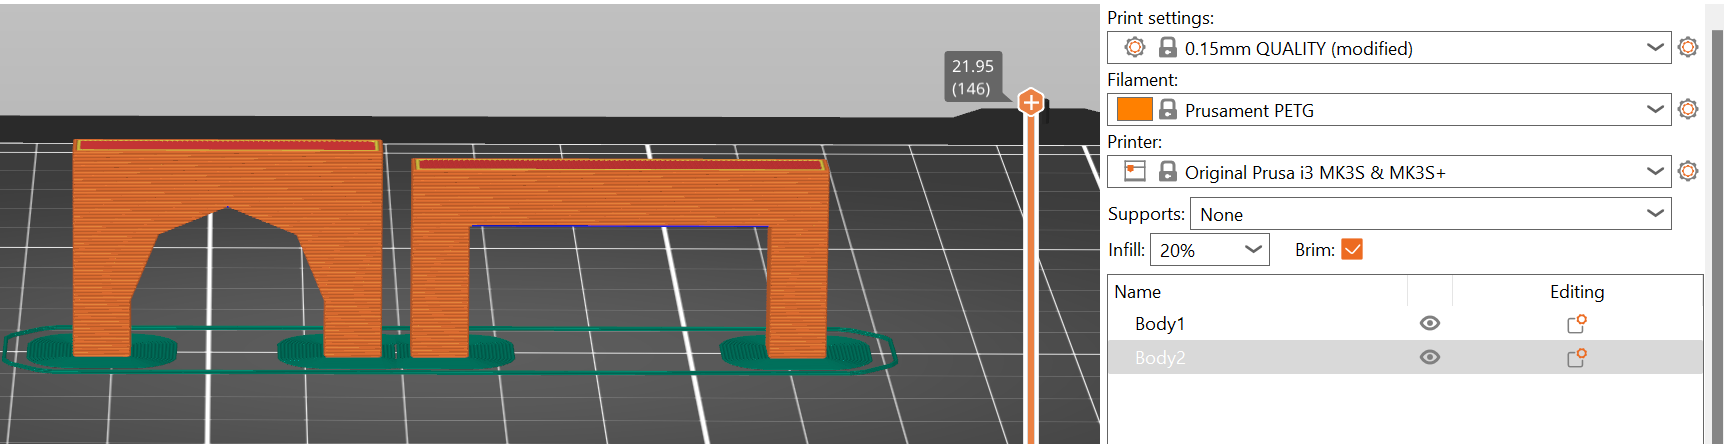 21.95
(146)
Print settings:
0.15mm QUALITY (modified)
Filament:
Prusament PETG
Printer:
Original Prusa i3 MK3S & MK3S+
Supports: None
Infill: 20% Brim:
Name Editing
Body1
Body2